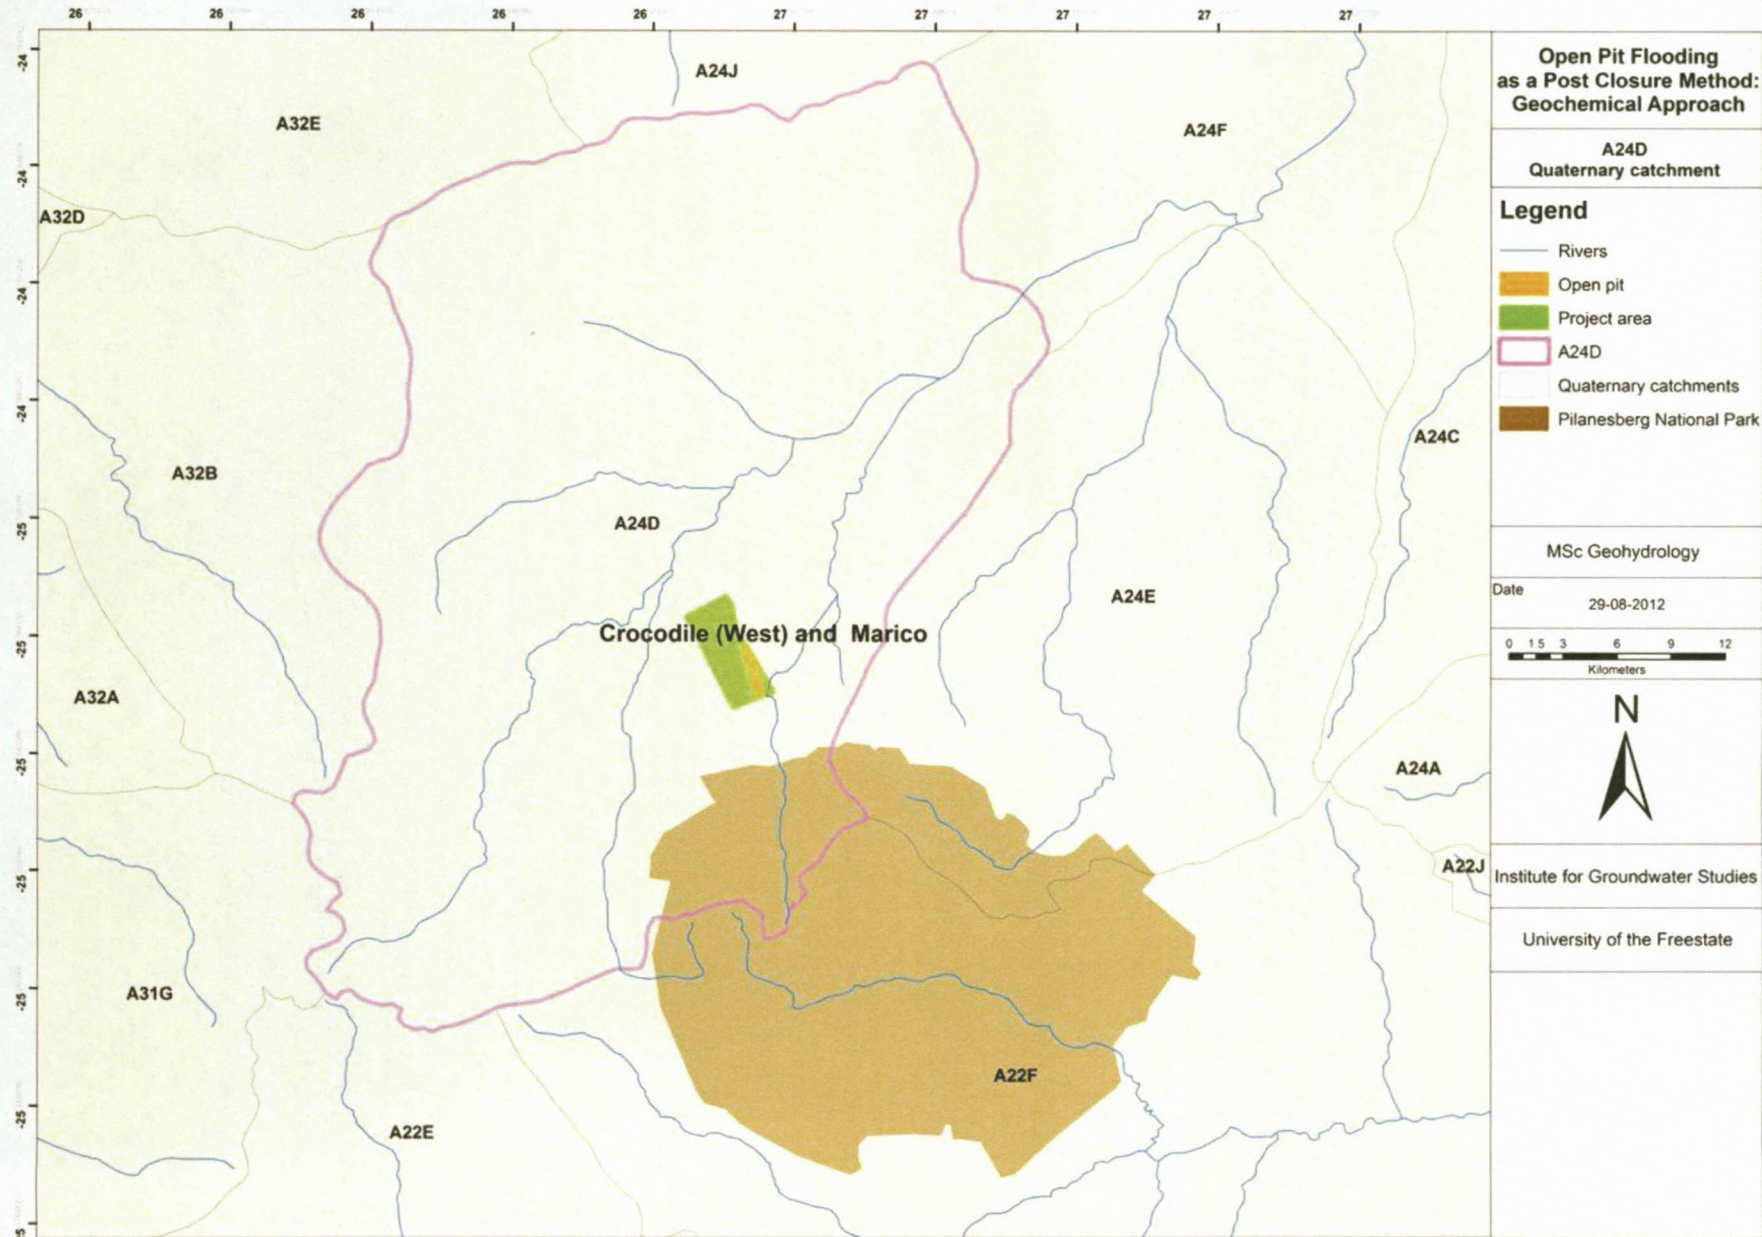 26 26 26 26 26 27 27 27 27 27
-24
-24
-24
-24
-25
-25
-25
-25
-25
-25
A24J
A32E
A24F
A32D
A32B
A24C
A24D
A24E
Crocodile (West) and Marico
A32A
A24A
A22J
A31G
A22F
A22E
Open Pit Flooding
as a Post Closure Method:
Geochemical Approach
A24D
Quaternary catchment
Legend
Rivers
Open pit
Project area
A24D
Quaternary catchments
Pilanesberg National Park
MSc Geohydrology
Date
29-08-2012
0 1.5 3 6 9 12
Kilometers
N
Institute for Groundwater Studies
University of the Freestate